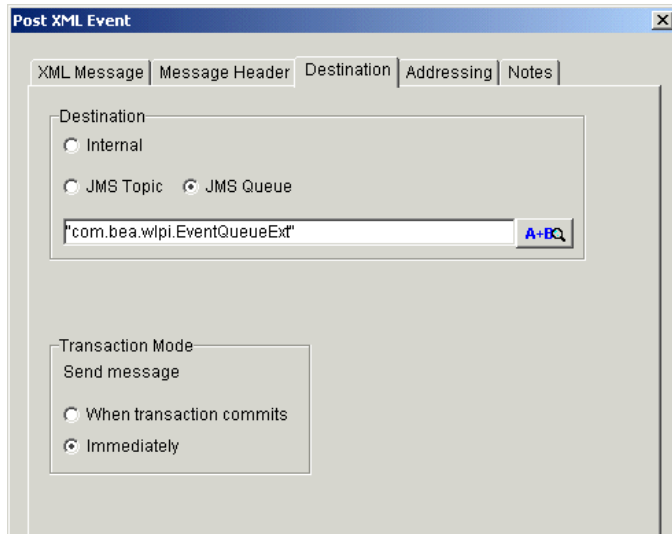 Post XML Event
XML Message Message Header Destination Addressing Notes
Destination
Internal
JMS Topic JMS Queue
"com.bea.wlpi.EventQueueExt"
A+B
Transaction Mode
Send message
When transaction commits
Immediately